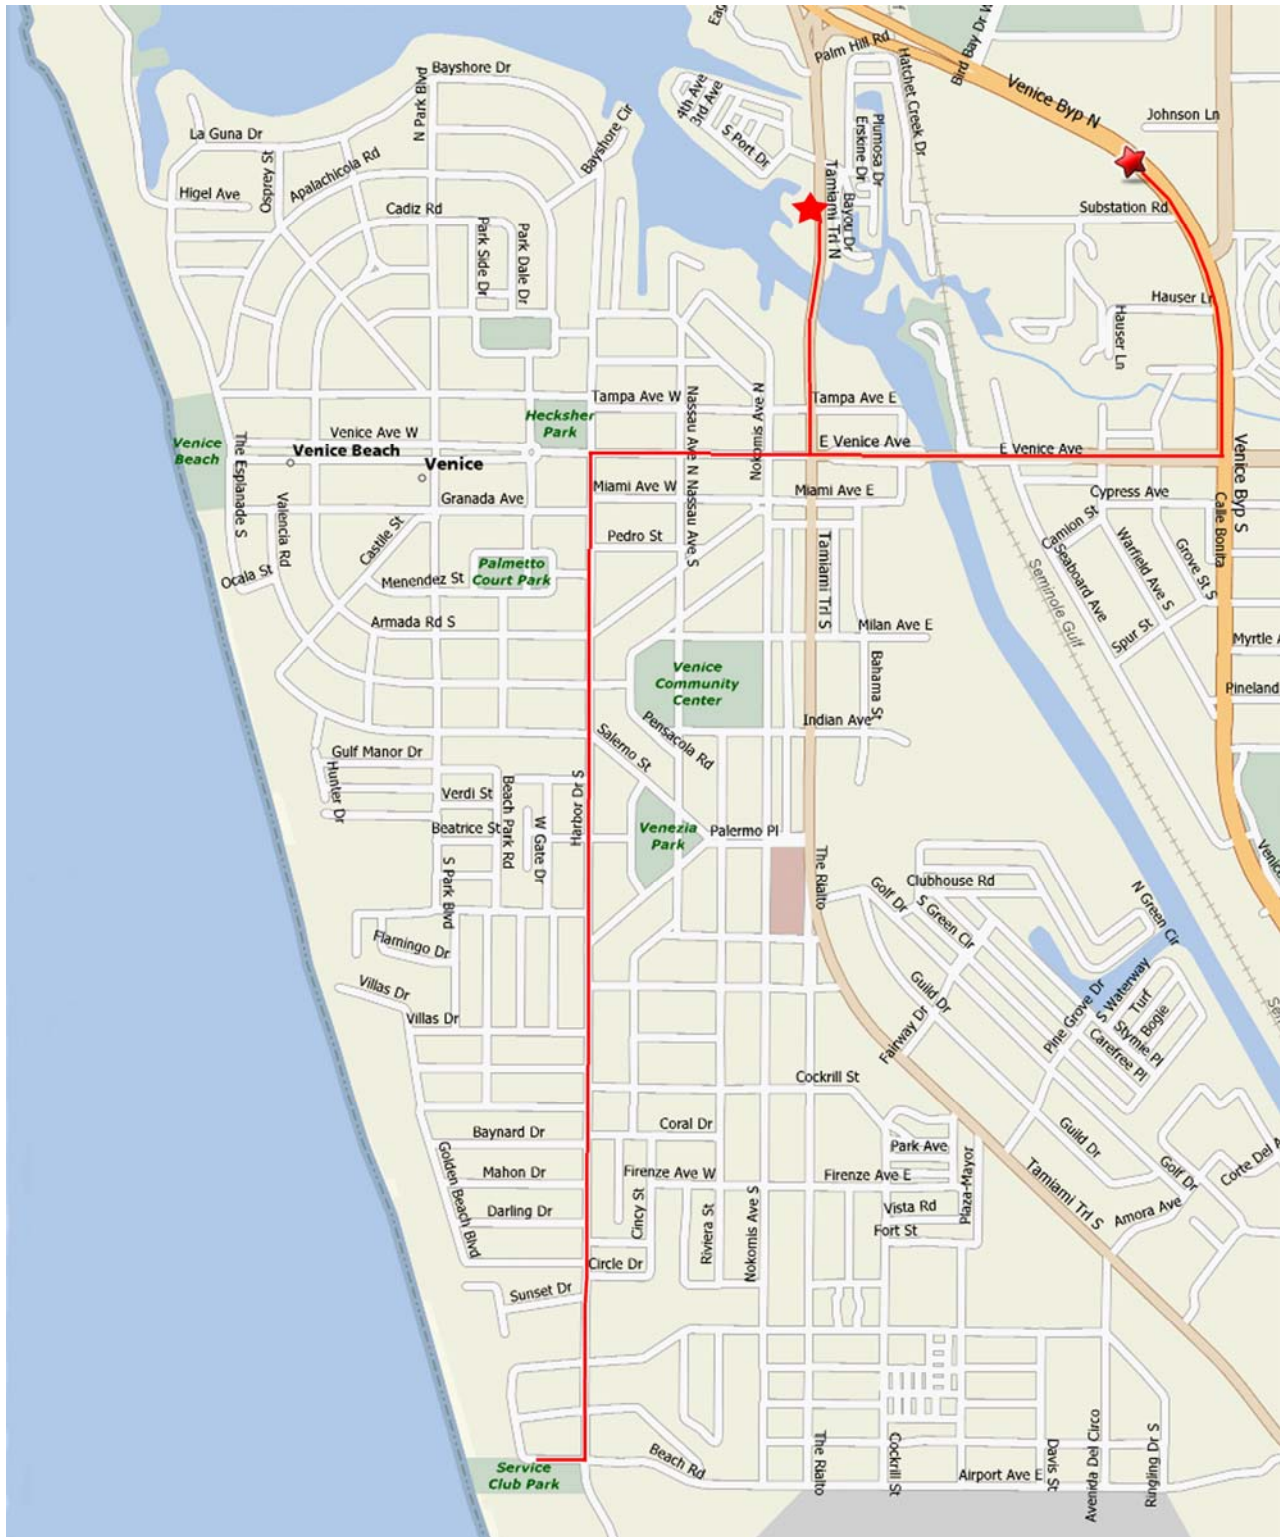 Eag
Palm Hill Rd
Bird Bay Dr W
Hatchet Creek Dr
Venice Byp N
Bayshore Dr
N Park Blvd
4th Ave
3rd Ave
S Port Dr
Plumosa Dr
Erskine Dr
Johnson Ln
La Guna Dr
Bayshore Cir
Osprey St
Apalachicola Rd
Higel Ave
Cadiz Rd
Tamiami Trl N
Bayou Dr
Substation Rd
Park Side Dr
Park Dale Dr
Hauser Ln
Hauser Ln
Tampa Ave W
Nassau Ave N
Nokomis Ave N
Tampa Ave E
Hecksher
Park
Venice
Beach
The Esplanade S
Venice Ave W
Venice Beach
Venice
E Venice Ave
E Venice Ave
Venice Byp S
Miami Ave W
Nassau Ave S
Miami Ave E
Granada Ave
Cypress Ave
Calle Bonita
Valencia Rd
Castile St
Pedro St
Camlon St
Warfield Ave S
Grove St S
Seaboard Ave
Seminole Gulf
Tamiami Trl S
Ocala St
Menendez St
Palmetto
Court Park
Armada Rd S
Milan Ave E
Spur St
Myrtle A
Venice
Community
Center
Bahama St
Pineland
Indian Ave
Pensacola Rd
Salerno St
Gulf Manor Dr
Hunter Dr
Verdi St
Beach Park Rd
Harbor Dr S
Beatrice St
W Gate Dr
Venezia
Park
Palermo Pl
The Rialto
Venice
S Park Blvd
Clubhouse Rd
Golf Dr
S Green Cir
N Green Cir
Flamingo Dr
Guild Dr
Villas Dr
Villas Dr
Fairway Dr
Pine Grove Dr
S Waterway
Turf
Bogie
Stymie Pl
Carefree Pl
Cockrill St
Baynard Dr
Coral Dr
Park Ave
Guild Dr
Golden Beach Blvd
Mahon Dr
Firenze Ave W
Firenze Ave E
Plaza-Mayor
Tamiami Trl S
Golf Dr
Corte Del A
Darling Dr
Cincy St
Riviera St
Nokomis Ave S
Vista Rd
Fort St
Amora Ave
Circle Dr
Sunset Dr
Beach Rd
The Rialto
Cockrill St
Davis St
Avenida Del Circo
Ringling Dr S
Service
Club Park
Airport Ave E